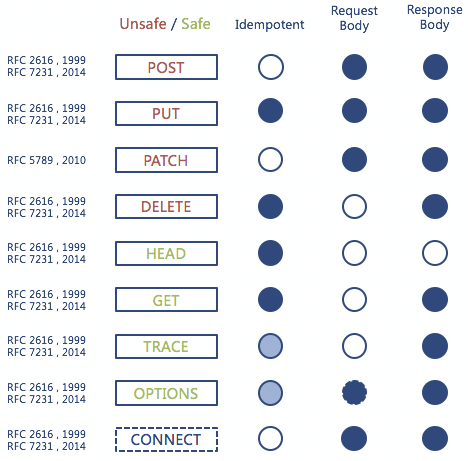 Unsafe / Safe
Idempotent
Request
Body
Response
Body
RFC 2616 , 1999
RFC 7231 , 2014
POST
RFC 2616 , 1999
RFC 7231 , 2014
PUT
RFC 5789 , 2010
PATCH
RFC 2616 , 1999
RFC 7231 , 2014
DELETE
RFC 2616 , 1999
RFC 7231 , 2014
HEAD
RFC 2616 , 1999
RFC 7231 , 2014
GET
RFC 2616 , 1999
RFC 7231 , 2014
TRACE
RFC 2616 , 1999
RFC 7231 , 2014
OPTIONS
RFC 2616 , 1999
RFC 7231 , 2014
CONNECT